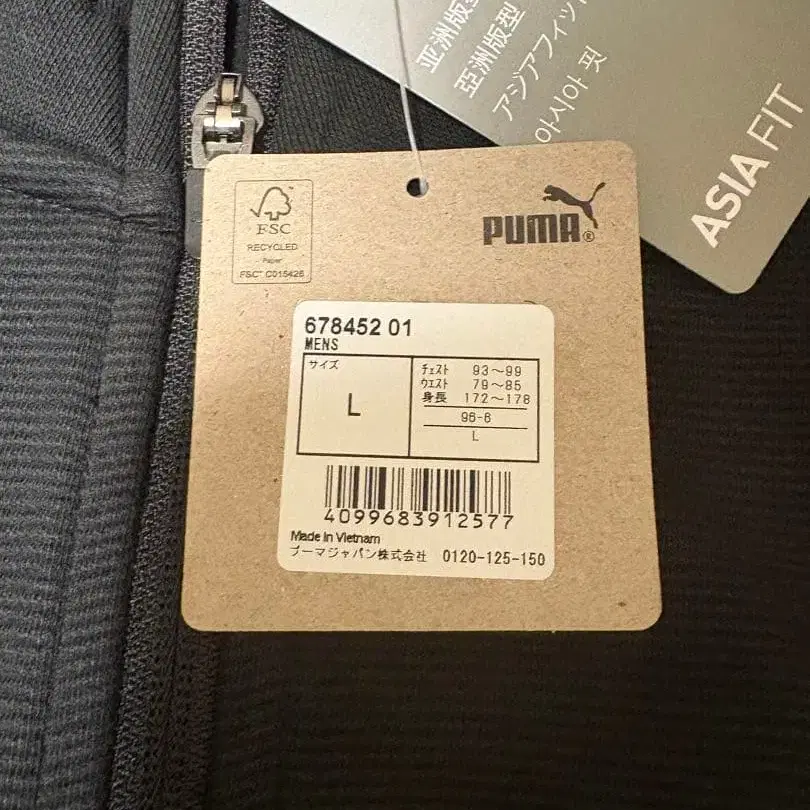 亚洲版型
亞洲版型
アジアフィット
아시아 핏
ASIA FIT
FSC
RECYCLED
Paper
FSC® C015426
PUMA®
678452 01
MENS
サイズ
L
チェスト 93〜99
ウエスト 79〜85
身長 172〜178
96-6
L
4099683912577
Made in Vietnam
プーマジャパン株式会社 0120-125-150